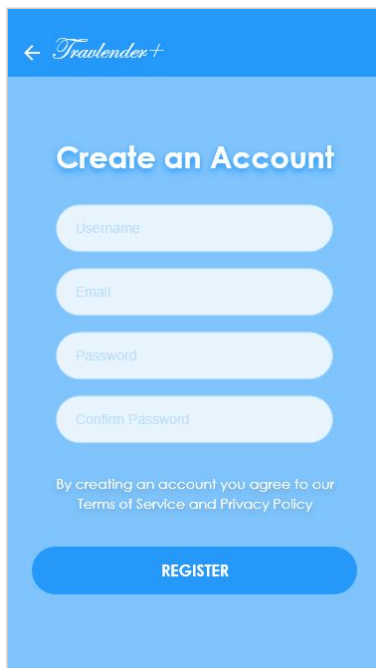 Travlender+
Create an Account
Username
Email
Password
Confirm Password
By creating an account you agree to our
Terms of Service and Privacy Policy
REGISTER